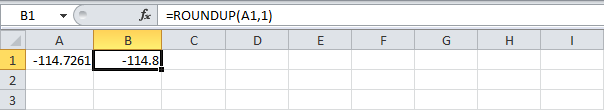 B1 fx =ROUNDUP(A1,1)
A B C D E F G H I
1 -114.7261 -114.8
2
3